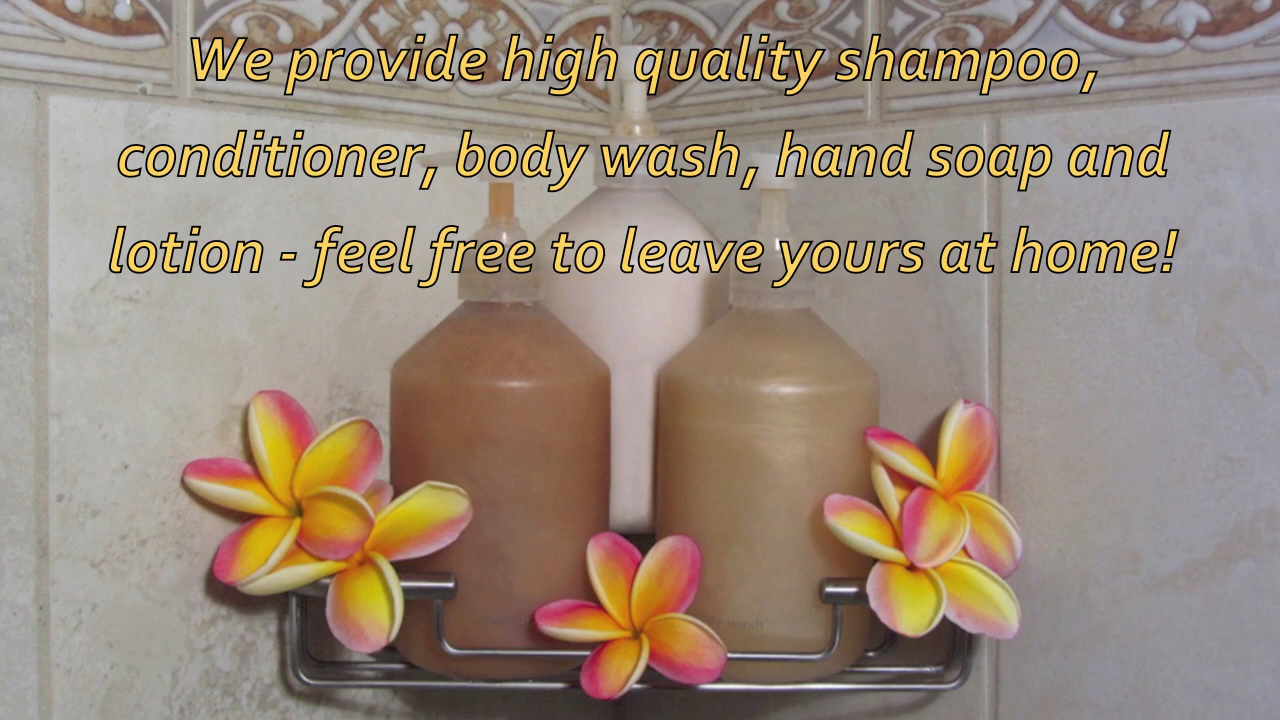 We provide high quality shampoo,
conditioner, body wash, hand soap and
lotion - feel free to leave yours at home!
wash